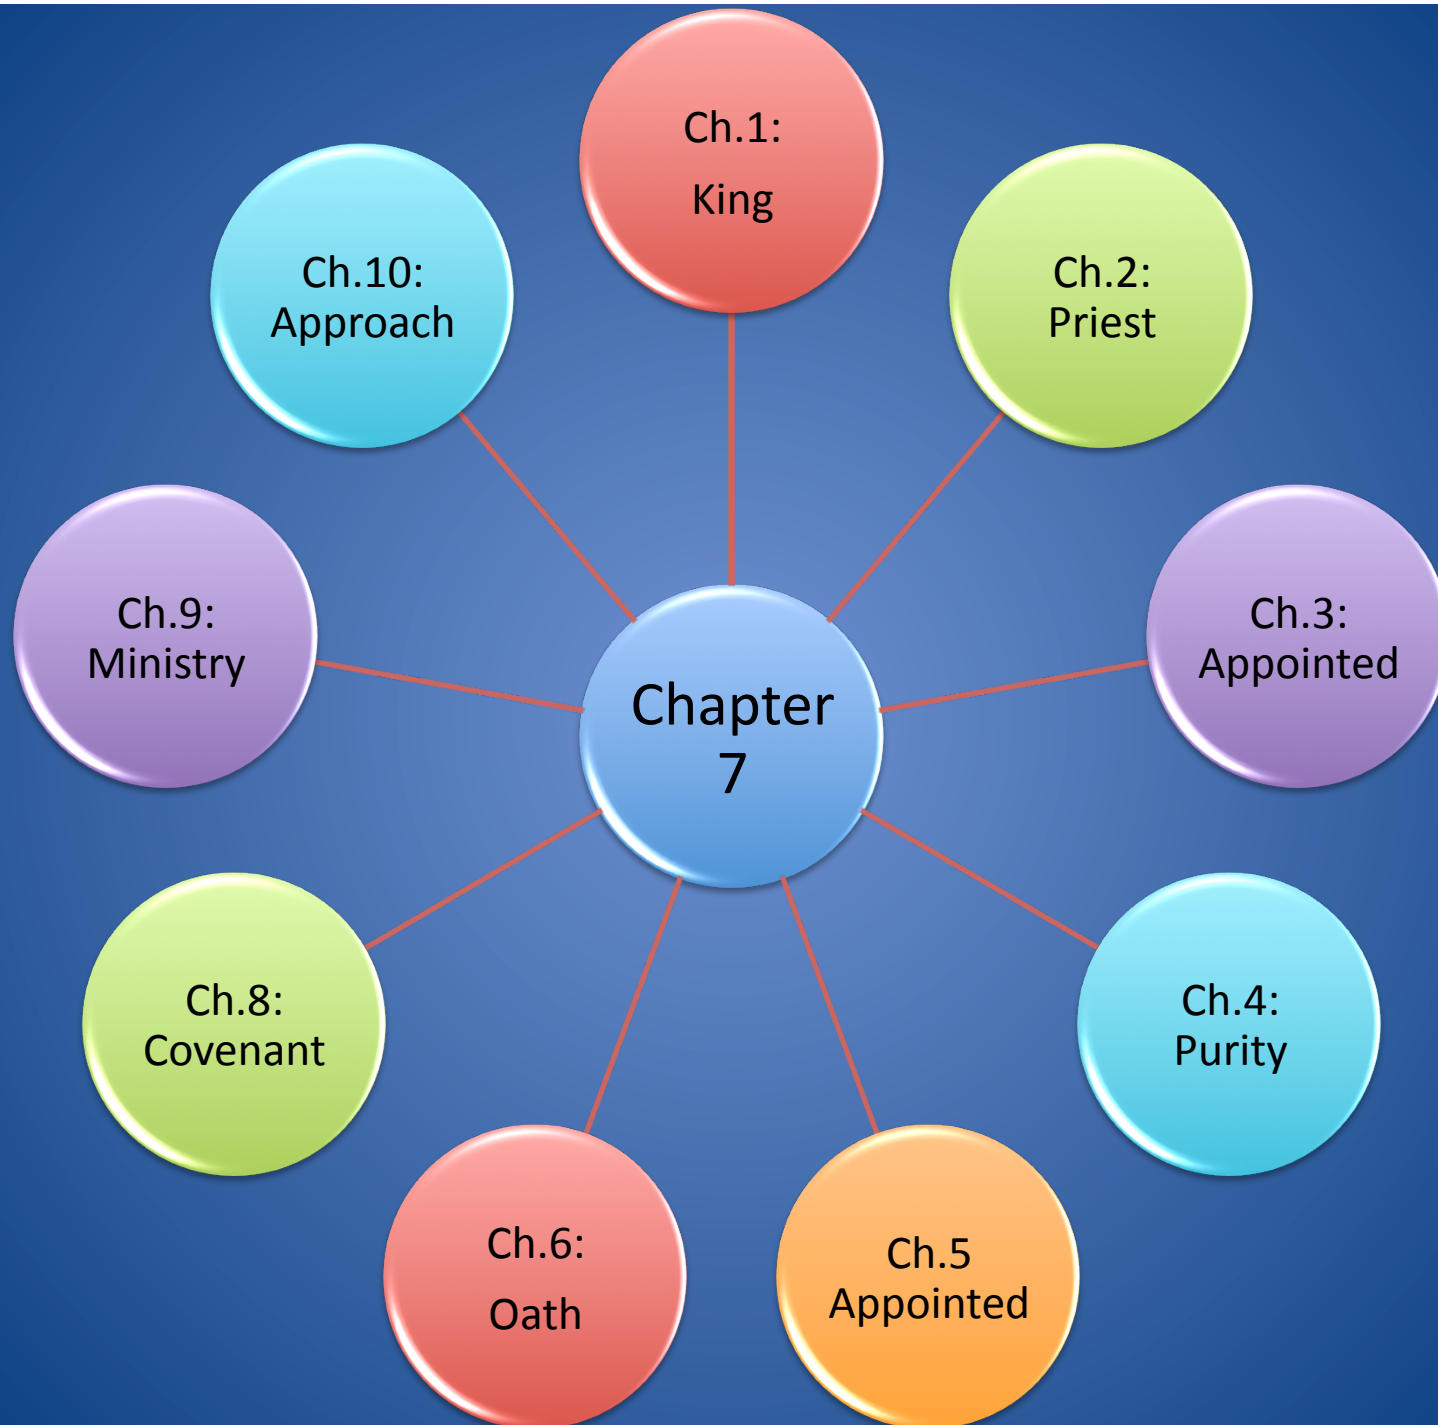 Ch.1:
King
Ch.2:
Priest
Ch.3:
Appointed
Ch.4:
Purity
Ch.5
Appointed
Ch.6:
Oath
Ch.8:
Covenant
Ch.9:
Ministry
Ch.10:
Approach
Chapter
7